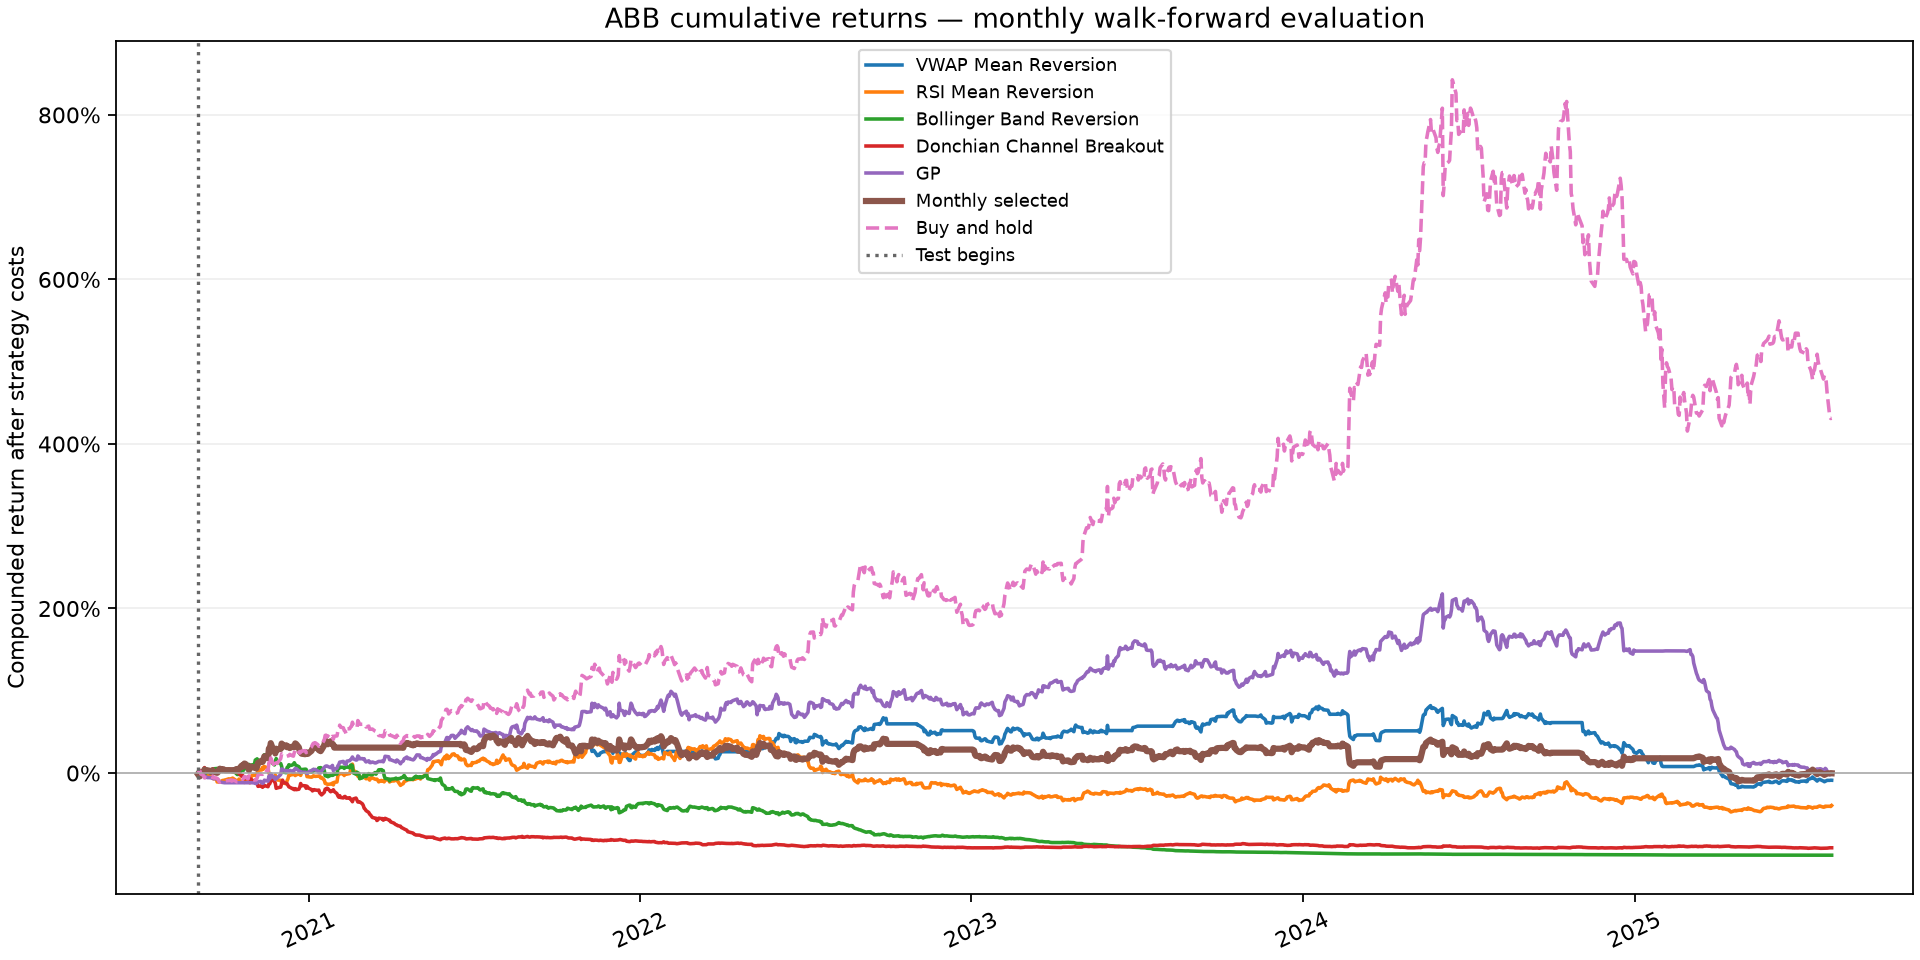 ABB cumulative returns — monthly walk-forward evaluation
Compounded return after strategy costs
800%
600%
400%
200%
0%
VWAP Mean Reversion
RSI Mean Reversion
Bollinger Band Reversion
Donchian Channel Breakout
GP
Monthly selected
Buy and hold
Test begins
2021
2022
2023
2024
2025